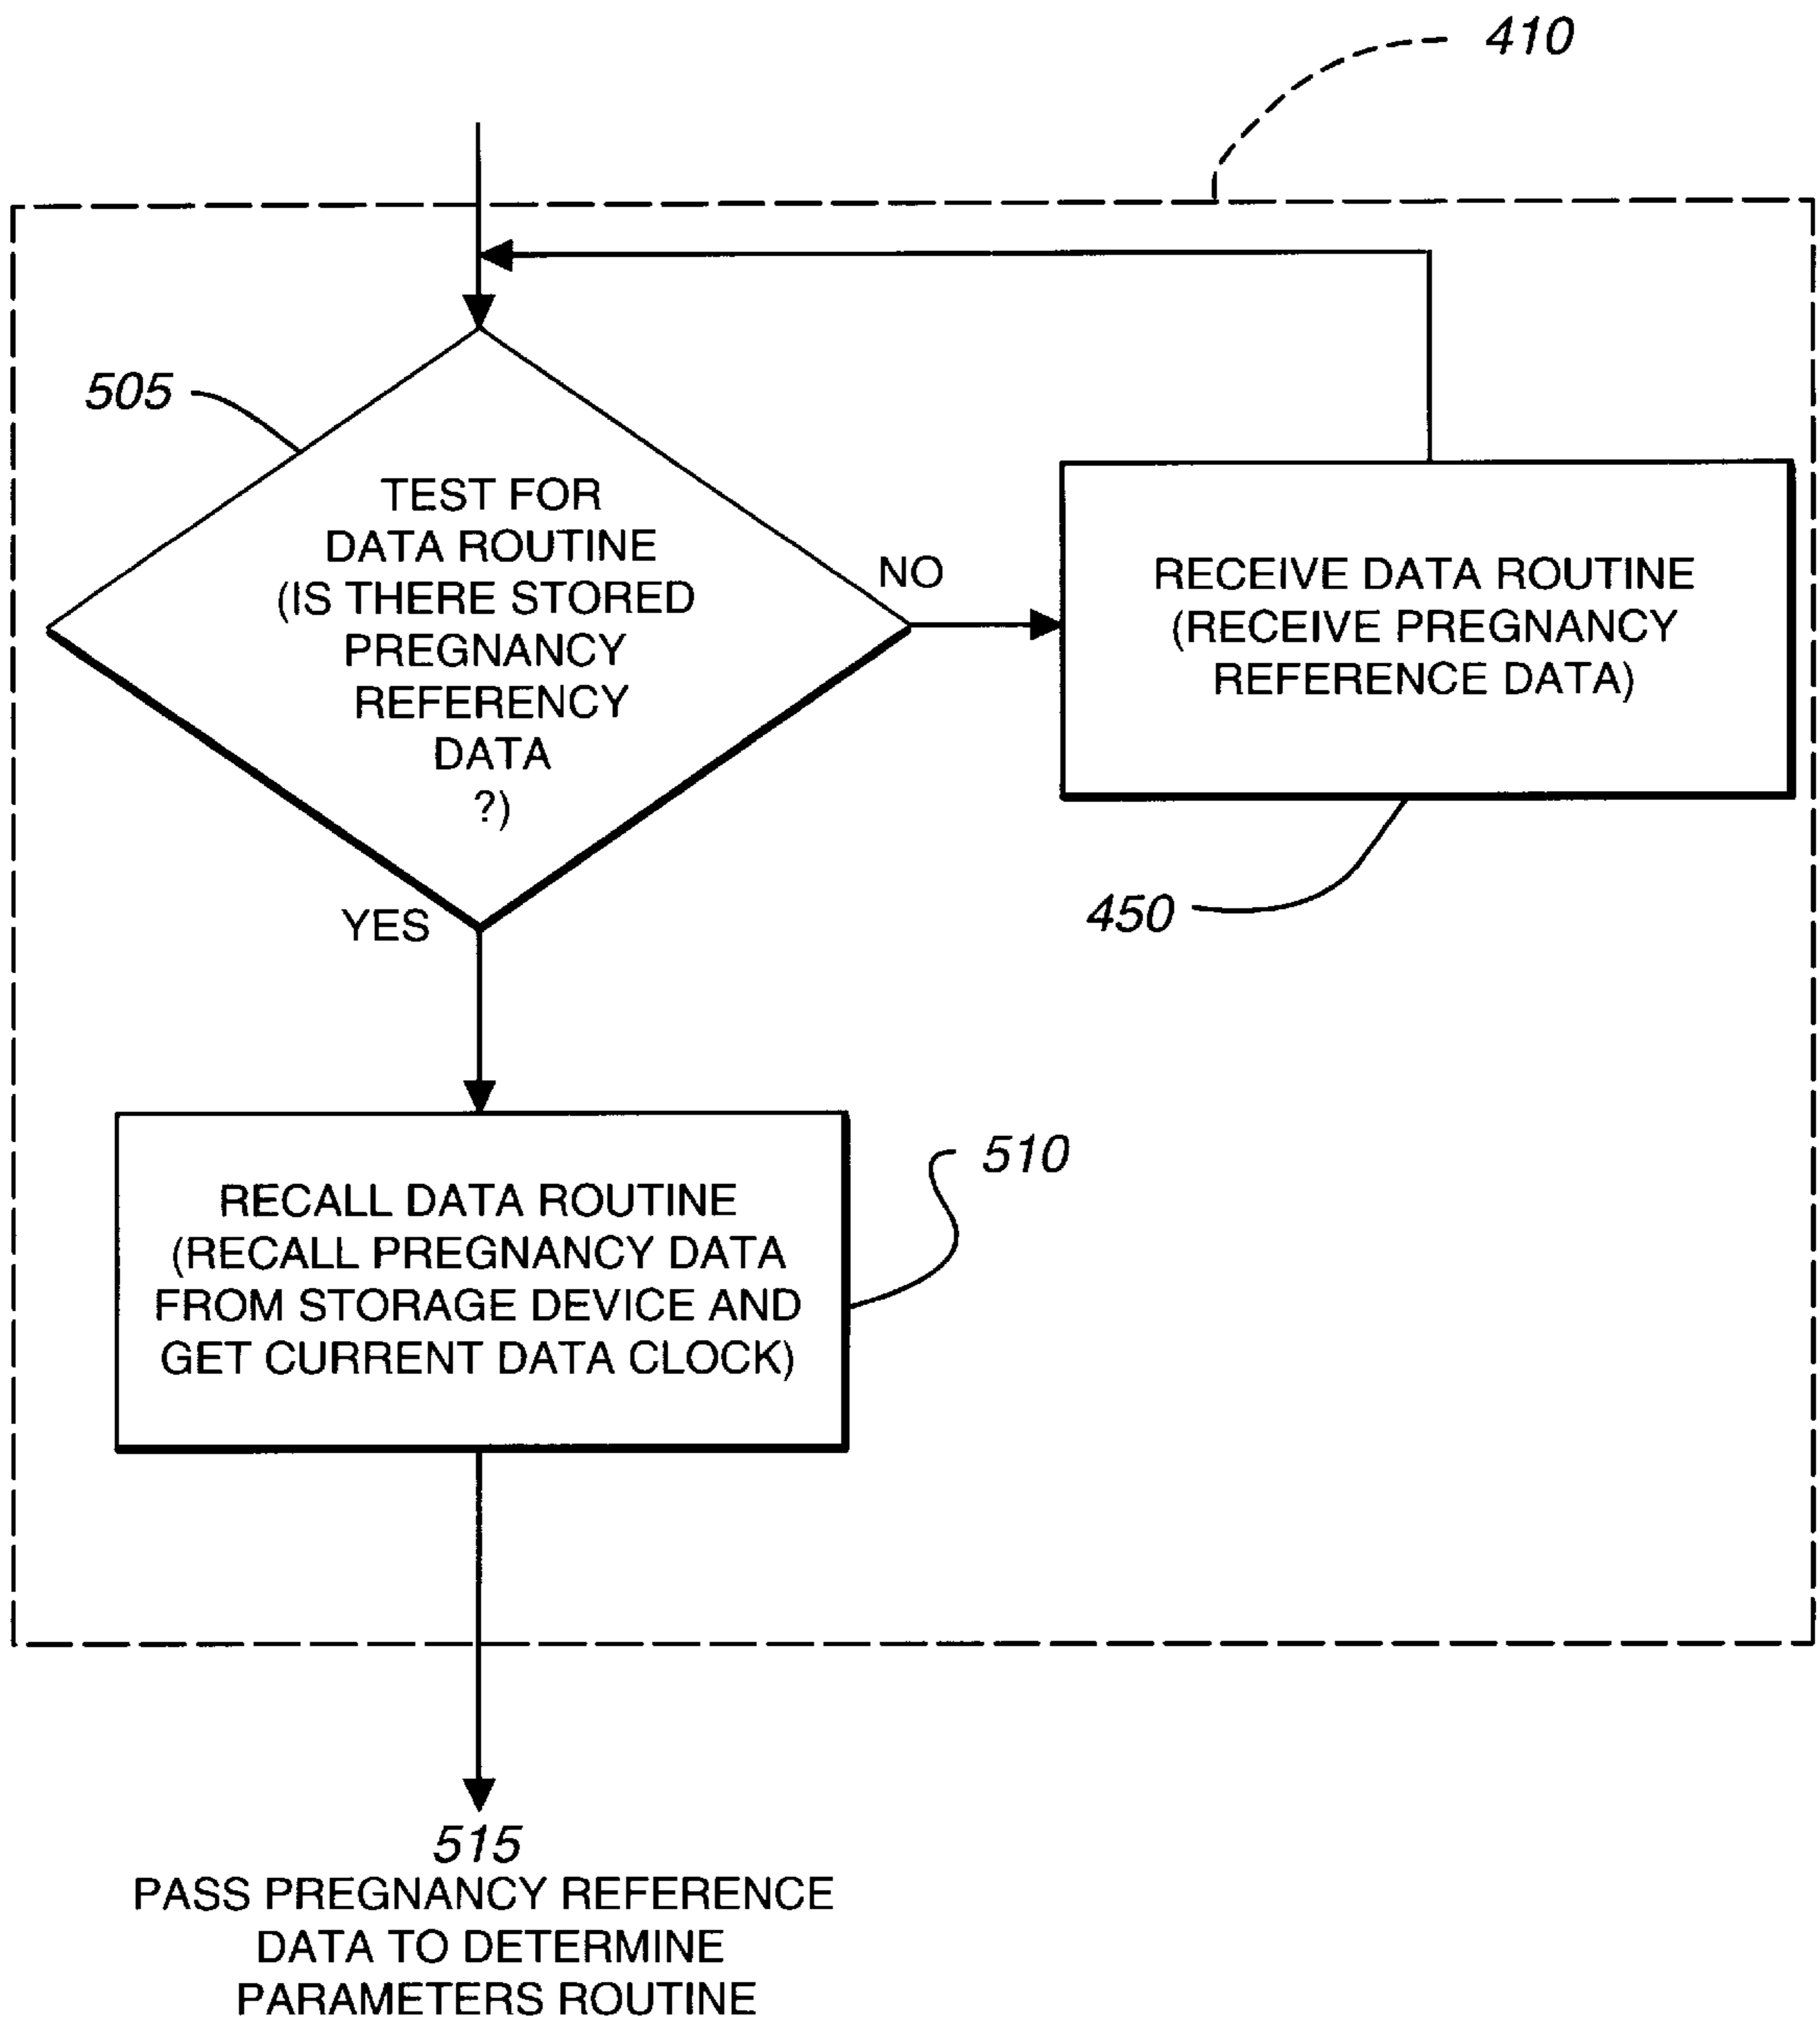 410
505
TEST FOR
DATA ROUTINE
(IS THERE STORED
PREGNANCY
REFERENCY
DATA
?)
NO
RECEIVE DATA ROUTINE
(RECEIVE PREGNANCY
REFERENCE DATA)
450
YES
510
RECALL DATA ROUTINE
(RECALL PREGNANCY DATA
FROM STORAGE DEVICE AND
GET CURRENT DATA CLOCK)
515
PASS PREGNANCY REFERENCE
DATA TO DETERMINE
PARAMETERS ROUTINE